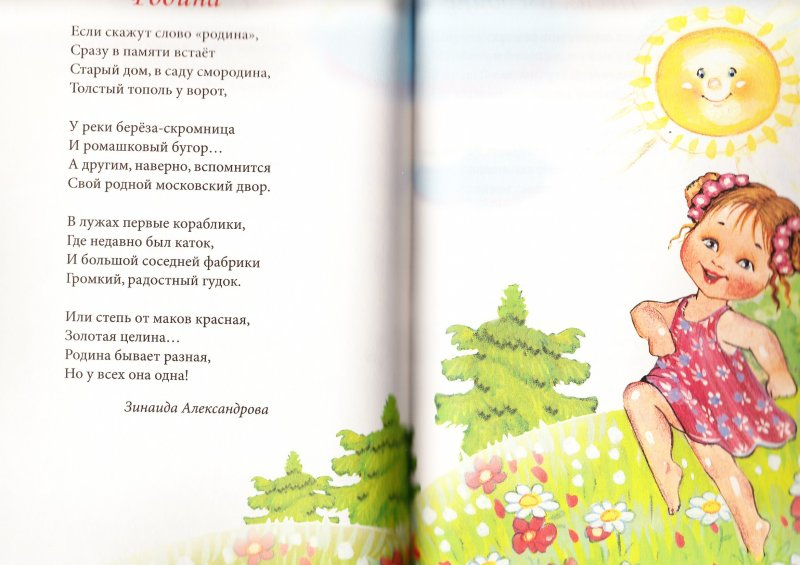 Родина
Если скажут слово «родина»,
Сразу в памяти встаёт
Старый дом, в саду смородина,
Толстый тополь у ворот,
У реки берёза-скромница
И ромашковый бугор…
А другим, наверно, вспомнится
Свой родной московский двор.
В лужах первые кораблики,
Где недавно был каток,
И большой соседней фабрики
Громкий, радостный гудок.
Или степь от маков красная,
Золотая целина…
Родина бывает разная,
Но у всех она одна!
Зинаида Александрова